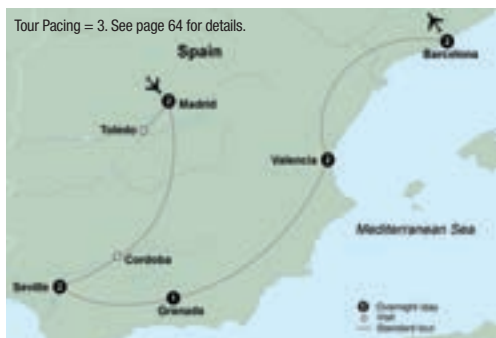 Tour Pacing = 3. See page 64 for details.
Spain
Barcelona
Madrid
Toledo
Valencia
Mediterranean Sea
Cordoba
Seville
Granada
Overnight stay
Visit
Standard tour